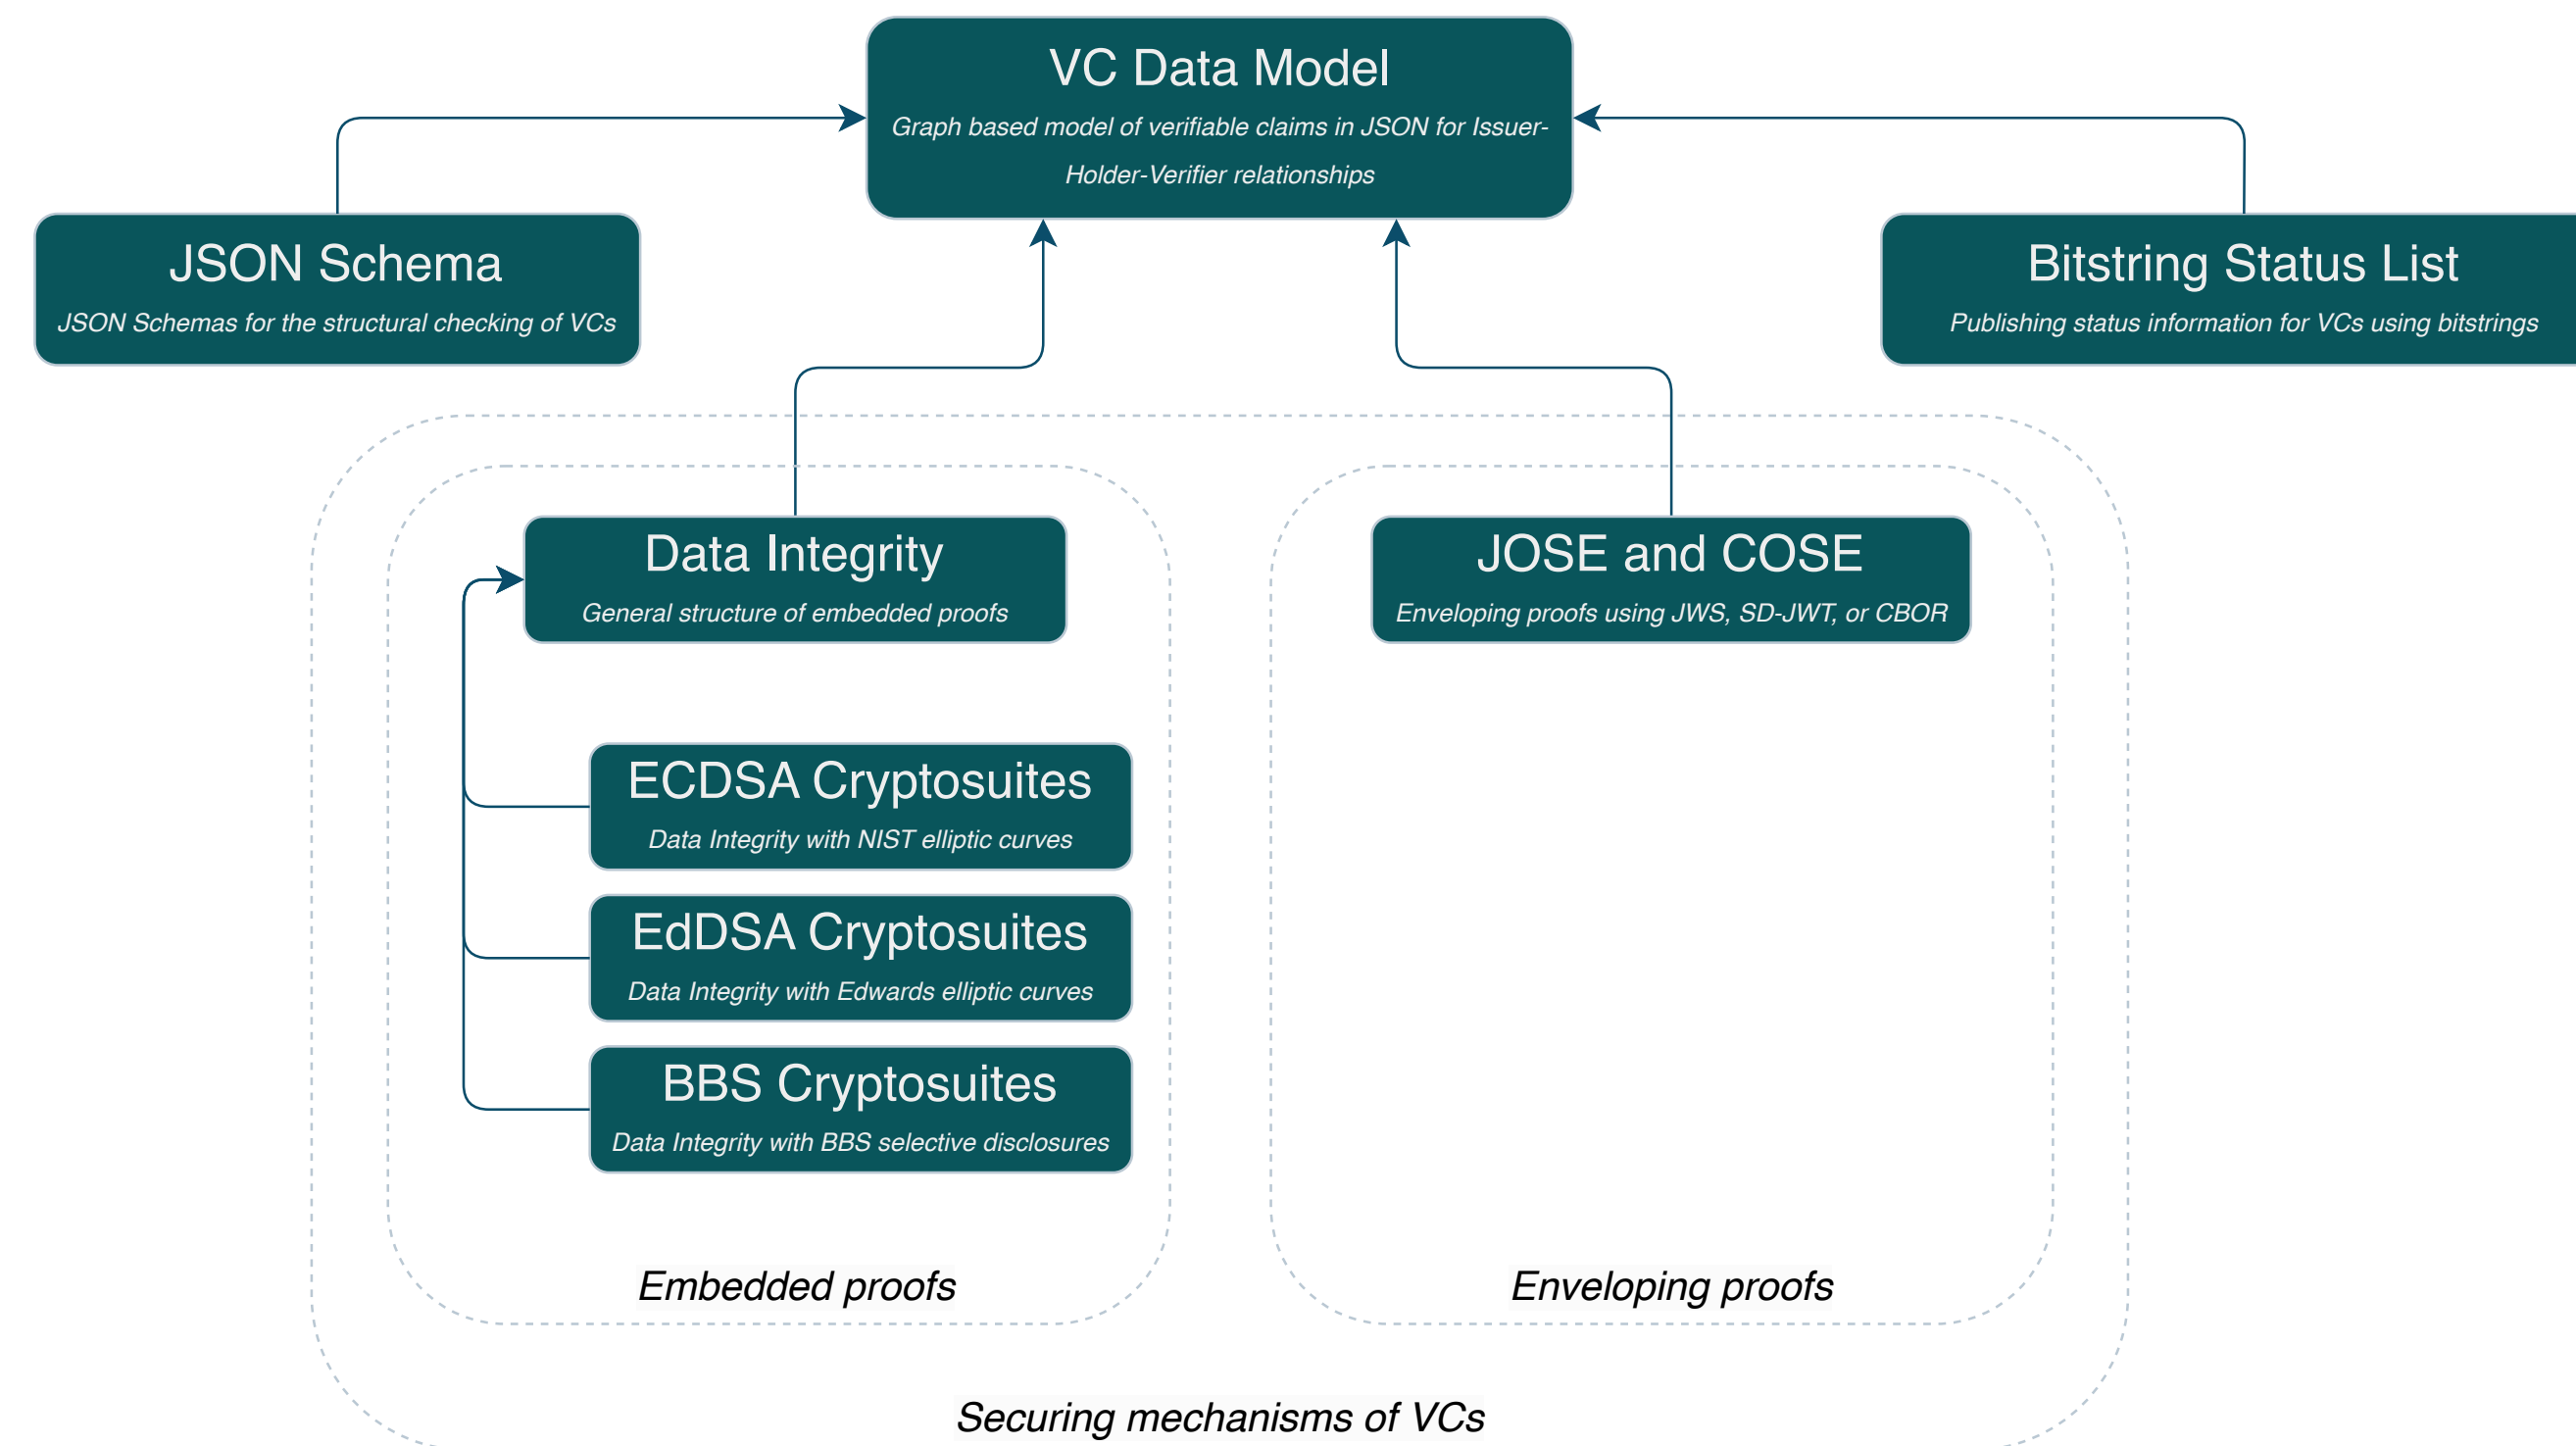 VC Data Model
Graph based model of verifiable claims in JSON for Issuer-
Holder-Verifier relationships
JSON Schema
JSON Schemas for the structural checking of VCs
Bitstring Status List
Publishing status information for VCs using bitstrings
Data Integrity
General structure of embedded proofs
JOSE and COSE
Enveloping proofs using JWS, SD-JWT, or CBOR
ECDSA Cryptosuites
Data Integrity with NIST elliptic curves
EdDSA Cryptosuites
Data Integrity with Edwards elliptic curves
BBS Cryptosuites
Data Integrity with BBS selective disclosures
Embedded proofs
Enveloping proofs
Securing mechanisms of VCs